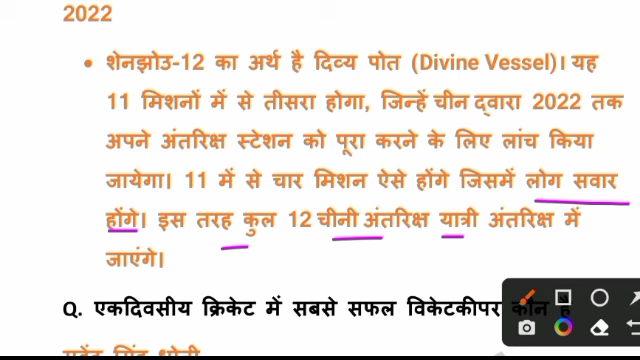 2022
• शेनझोउ-12 का अर्थ है दिव्य पोत (Divine Vessel)। यह
11 मिशनों में से तीसरा होगा, जिन्हें चीन द्वारा 2022 तक
अपने अंतरिक्ष स्टेशन को पूरा करने के लिए लांच किया
जायेगा। 11 में से चार मिशन ऐसे होंगे जिसमें लोग सवार
होंगे। इस तरह कुल 12 चीनी अंतरिक्ष यात्री अंतरिक्ष में
जाएंगे।
Q. एकदिवसीय क्रिकेट में सबसे सफल विकेटकीपर कौन है